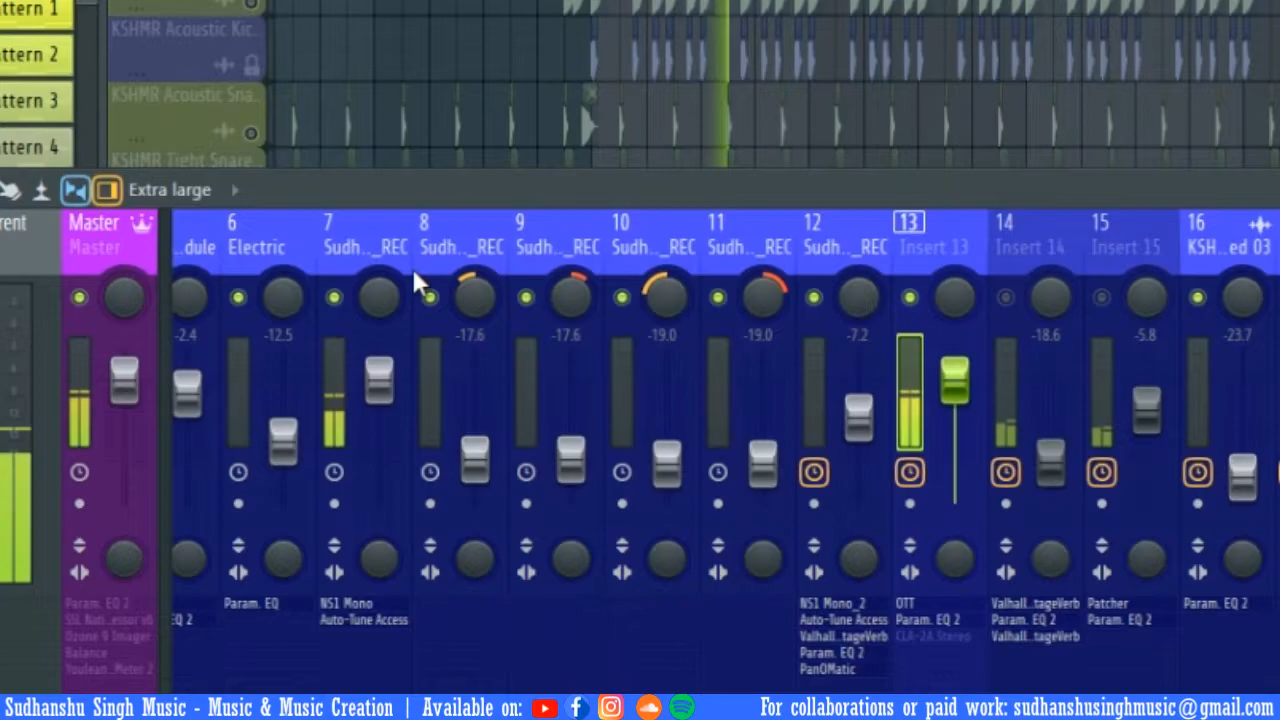 attern 1
attern 2
attern 3
attern 4
KSHMR Acoustic Kic..
KSHMR Acoustic Sna..
KSHMR Tight Snare
Extra large
rent
Master
Master
...dule
6
Electric
7
Sudh..._REC
8
Sudh..._REC
9
Sudh..._REC
10
Sudh..._REC
11
Sudh..._REC
12
Sudh..._REC
13
Insert 13
14
Insert 14
15
Insert 15
16
KSH...ed 03
-2.4
-12.5
-17.6
-17.6
-19.0
-19.0
-7.2
-18.6
-5.8
-23.7
Param. EQ 2
Ozone 9 Imager
Balance
Youlean...Meter 2
EQ 2
Param. EQ
NS1 Mono
Auto-Tune Access
NS1 Mono_2
Auto-Tune Access
Valhall...tageVerb
Param. EQ 2
PanOMatic
OTT
Param. EQ 2
CLA-2A Stereo
Valhall...tageVerb
Param. EQ 2
Valhall...tageVerb
Patcher
Param. EQ 2
Param. EQ 2
Sudhanshu Singh Music - Music & Music Creation | Available on: For collaborations or paid work: sudhanshusinghmusic@gmail.com